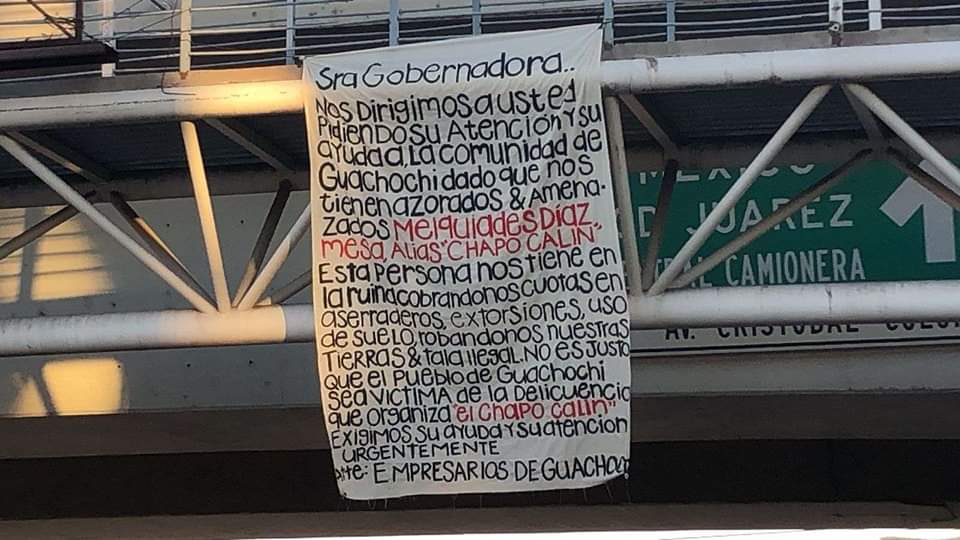 Sra Gobernadora..
Nos Dirigimos a usted
PidienDo su Atención Y su
ayuda a, La comunidad de
Guachochi dado que nos
tienen azorados & Amena-
zados Melquiades Díaz
mesa, Alias "CHAPO CALIN"
Esta Persona nos tiene en
la ruina cobrandonos cuotas en
aserraderos, extorsiones, uso
de suelo, robandonos nuestras
Tierras & tala ilegal. No es justo
que el Pueblo de Guachochi
sea VICTIMA de la Delicuencia
que organiza "el Chapo Calin"
EXIGIMOS Su ayuda Y su atencion
URGENTEMENTE
EMPRESARIOS DE
MEXICO
JUAREZ
CAMIONERA
AV. CRISTOBAL